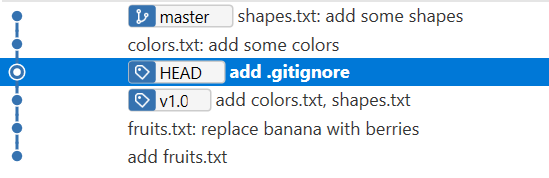 master shapes.txt: add some shapes
colors.txt: add some colors
HEAD add .gitignore
v1.0 add colors.txt, shapes.txt
fruits.txt: replace banana with berries
add fruits.txt